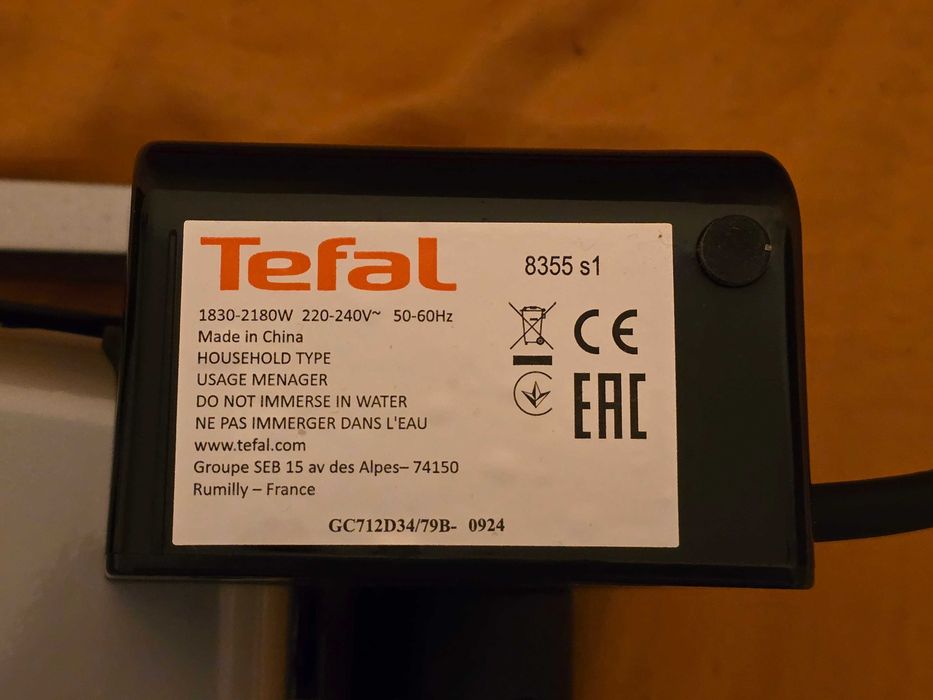 Tefal
8355 s1
1830-2180W 220-240V~ 50-60Hz
Made in China
HOUSEHOLD TYPE
USAGE MENAGER
DO NOT IMMERSE IN WATER
NE PAS IMMERGER DANS L'EAU
www.tefal.com
Groupe SEB 15 av des Alpes– 74150
Rumilly – France
CE
EAC
GC712D34/79B- 0924